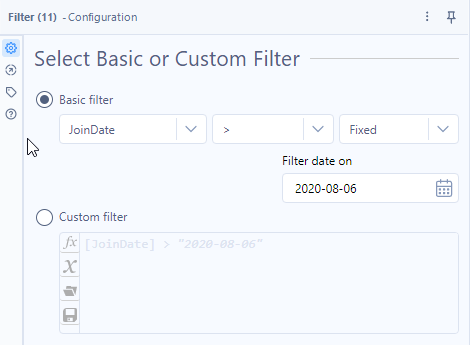 Filter (11) - Configuration
Select Basic or Custom Filter
Basic filter
JoinDate > Fixed
Filter date on
2020-08-06
Custom filter
fx [JoinDate] > "2020-08-06"
X